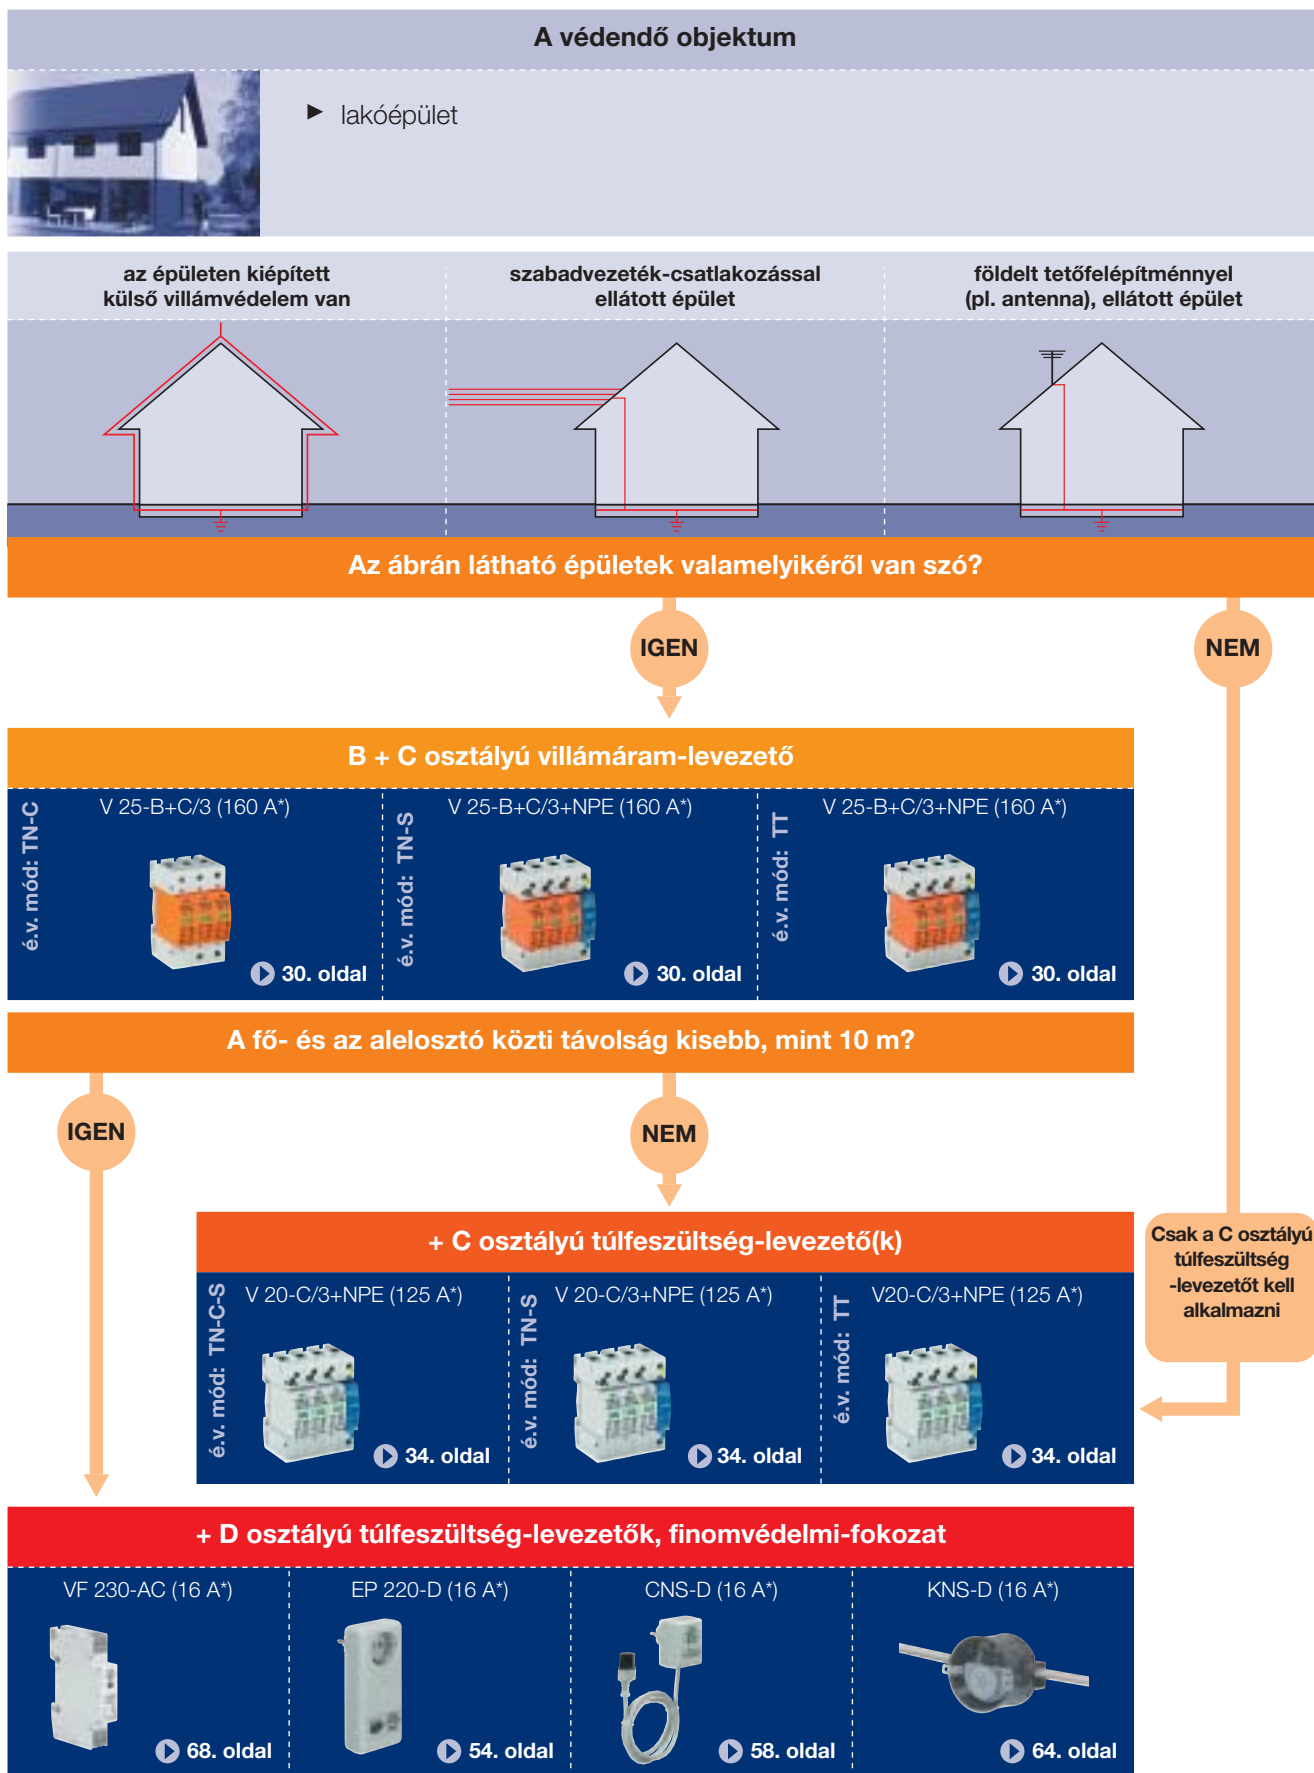 A védendő objektum
► lakóépület
az épületen kiépített
külső villámvédelem van
szabadvezeték-csatlakozással
ellátott épület
földelt tetőfelépítménnyel
(pl. antenna), ellátott épület
Az ábrán látható épületek valamelyikéről van szó?
IGEN
NEM
B + C osztályú villámáram-levezető
é.v. mód: TN-C
V 25-B+C/3 (160 A*)
30. oldal
é.v. mód: TN-S
V 25-B+C/3+NPE (160 A*)
30. oldal
é.v. mód: TT
V 25-B+C/3+NPE (160 A*)
30. oldal
A fő- és az alelosztó közti távolság kisebb, mint 10 m?
IGEN
NEM
Csak a C osztályú
túlfeszültség
-levezetőt kell
alkalmazni
+ C osztályú túlfeszültség-levezető(k)
é.v. mód: TN-C-S
V 20-C/3+NPE (125 A*)
34. oldal
é.v. mód: TN-S
V 20-C/3+NPE (125 A*)
34. oldal
é.v. mód: TT
V20-C/3+NPE (125 A*)
34. oldal
+ D osztályú túlfeszültség-levezetők, finomvédelmi-fokozat
VF 230-AC (16 A*)
68. oldal
EP 220-D (16 A*)
54. oldal
CNS-D (16 A*)
58. oldal
KNS-D (16 A*)
64. oldal